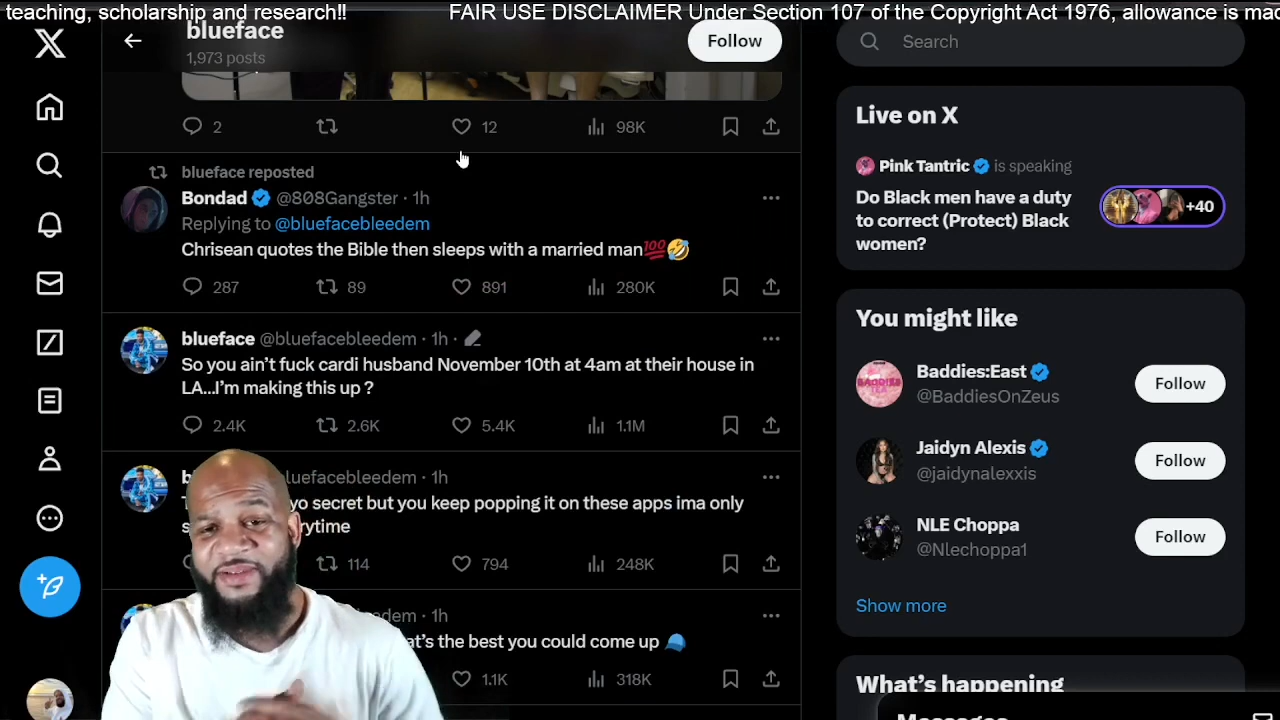 teaching, scholarship and research!! FAIR USE DISCLAIMER Under Section 107 of the Copyright Act 1976, allowance is mad
blueface
1,973 posts
Follow
Search
2 12 98K
blueface reposted
Bondad @808Gangster · 1h
Replying to @bluefacebleedem
Chrisean quotes the Bible then sleeps with a married man💯🤣
287 89 891 280K
blueface @bluefacebleedem · 1h ·
So you ain't fuck cardi husband November 10th at 4am at their house in
LA...I'm making this up ?
2.4K 2.6K 5.4K 1.1M
uefacebleedem · 1h
yo secret but you keep popping it on these apps ima only
rytime
114 794 248K
edem · 1h
at's the best you could come up 🧢
1.1K 318K
Live on X
Pink Tantric is speaking
Do Black men have a duty
to correct (Protect) Black
women?
+40
You might like
Baddies:East
@BaddiesOnZeus
Follow
Jaidyn Alexis
@jaidynalexxis
Follow
NLE Choppa
@Nlechoppa1
Follow
Show more
What's happening
Messages